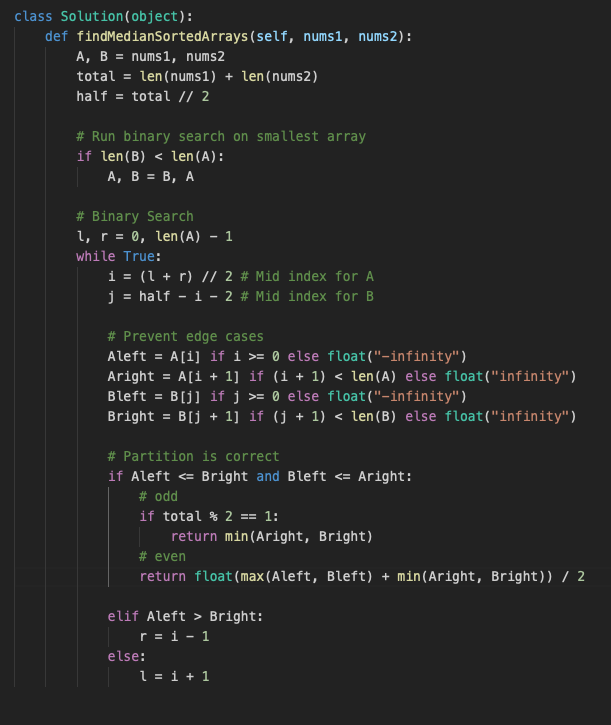 class Solution(object):
    def findMedianSortedArrays(self, nums1, nums2):
        A, B = nums1, nums2
        total = len(nums1) + len(nums2)
        half = total // 2
        # Run binary search on smallest array
        if len(B) < len(A):
            A, B = B, A
        # Binary Search
        l, r = 0, len(A) - 1
        while True:
            i = (l + r) // 2 # Mid index for A
            j = half - i - 2 # Mid index for B
            # Prevent edge cases
            Aleft = A[i] if i >= 0 else float("-infinity")
            Aright = A[i + 1] if (i + 1) < len(A) else float("infinity")
            Bleft = B[j] if j >= 0 else float("-infinity")
            Bright = B[j + 1] if (j + 1) < len(B) else float("infinity")
            # Partition is correct
            if Aleft <= Bright and Bleft <= Aright:
                # odd
                if total % 2 == 1:
                    return min(Aright, Bright)
                # even
                return float(max(Aleft, Bleft) + min(Aright, Bright)) / 2
            elif Aleft > Bright:
                r = i - 1
            else:
                l = i + 1